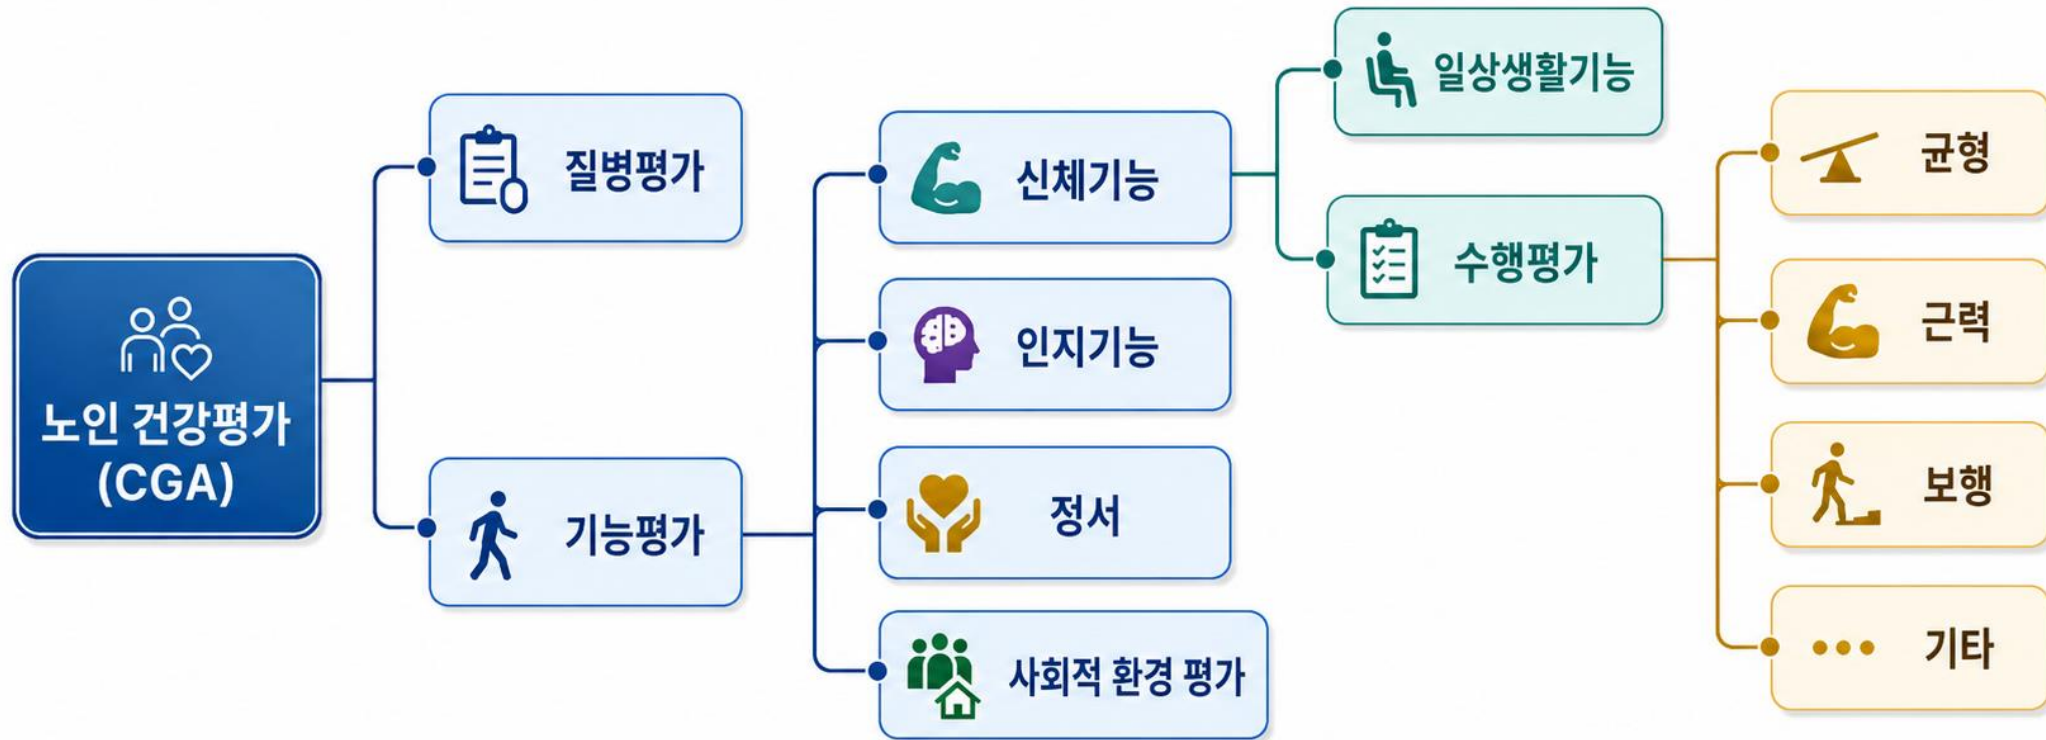 노인 건강평가
(CGA)
질병평가
기능평가
신체기능
인지기능
정서
사회적 환경 평가
일상생활기능
수행평가
균형
근력
보행
기타